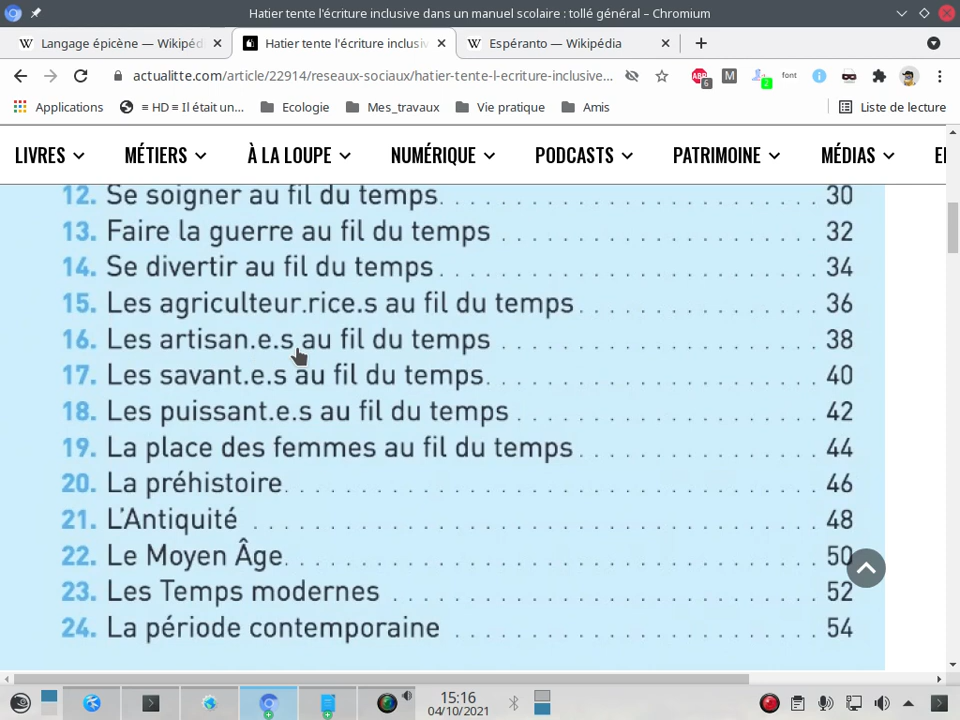 Hatier tente l'écriture inclusive dans un manuel scolaire : tollé général – Chromium
Langage épicène — Wikipéd
Hatier tente l'écriture inclusiv
Espéranto — Wikipédia
actualitte.com/article/22914/reseaux-sociaux/hatier-tente-l-ecriture-inclusive...
ABP 6 M 2 font
Applications
≡ HD ≡ Il était un...
Ecologie
Mes_travaux
Vie pratique
Amis
Liste de lecture
LIVRES
MÉTIERS
À LA LOUPE
NUMÉRIQUE
PODCASTS
PATRIMOINE
MÉDIAS
12. Se soigner au fil du temps. . . . . . . . . . . . . . . . . . . . . . . . . 30
13. Faire la guerre au fil du temps . . . . . . . . . . . . . . . . . . . . . 32
14. Se divertir au fil du temps. . . . . . . . . . . . . . . . . . . . . . . . . 34
15. Les agriculteur.rice.s au fil du temps. . . . . . . . . . . . . . . . 36
16. Les artisan.e.s au fil du temps . . . . . . . . . . . . . . . . . . . . . 38
17. Les savant.e.s au fil du temps. . . . . . . . . . . . . . . . . . . . . . 40
18. Les puissant.e.s au fil du temps . . . . . . . . . . . . . . . . . . . . 42
19. La place des femmes au fil du temps. . . . . . . . . . . . . . . . 44
20. La préhistoire. . . . . . . . . . . . . . . . . . . . . . . . . . . . . . . . . . . 46
21. L'Antiquité . . . . . . . . . . . . . . . . . . . . . . . . . . . . . . . . . . . . . 48
22. Le Moyen Âge. . . . . . . . . . . . . . . . . . . . . . . . . . . . . . . . . . . 50
23. Les Temps modernes . . . . . . . . . . . . . . . . . . . . . . . . . . . . 52
24. La période contemporaine . . . . . . . . . . . . . . . . . . . . . . . . 54
15:16
04/10/2021